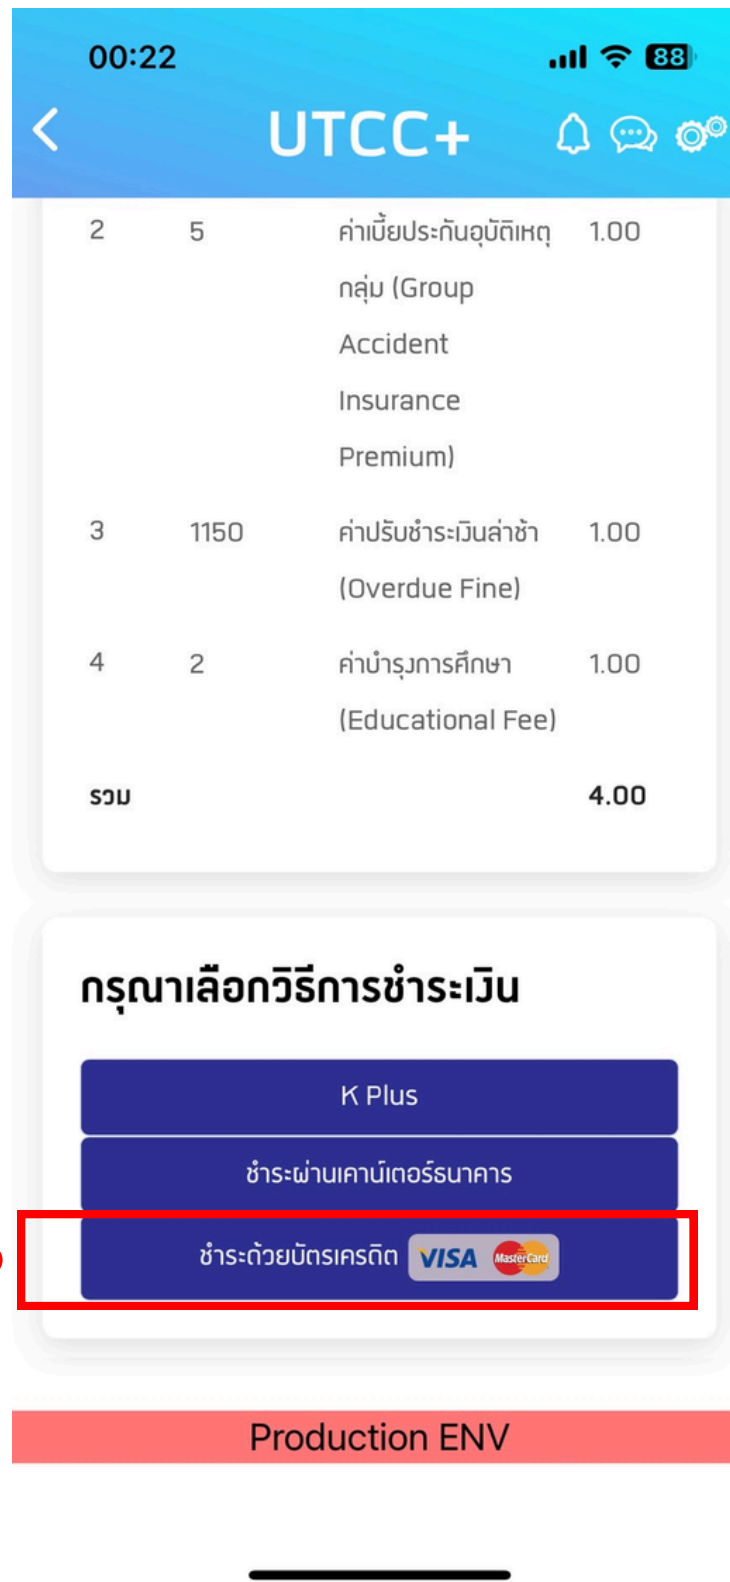 00:22 88
UTCC+
2 5 ค่าเบี้ยประกันอุบัติเหตุ 1.00
กลุ่ม (Group
Accident
Insurance
Premium)
3 1150 ค่าปรับชำระเงินล่าช้า 1.00
(Overdue Fine)
4 2 ค่าบำรุงการศึกษา 1.00
(Educational Fee)
รวม 4.00
กรุณาเลือกวิธีการชำระเงิน
K Plus
ชำระผ่านเคาน์เตอร์ธนาคาร
ชำระด้วยบัตรเครดิต VISA MasterCard
Production ENV